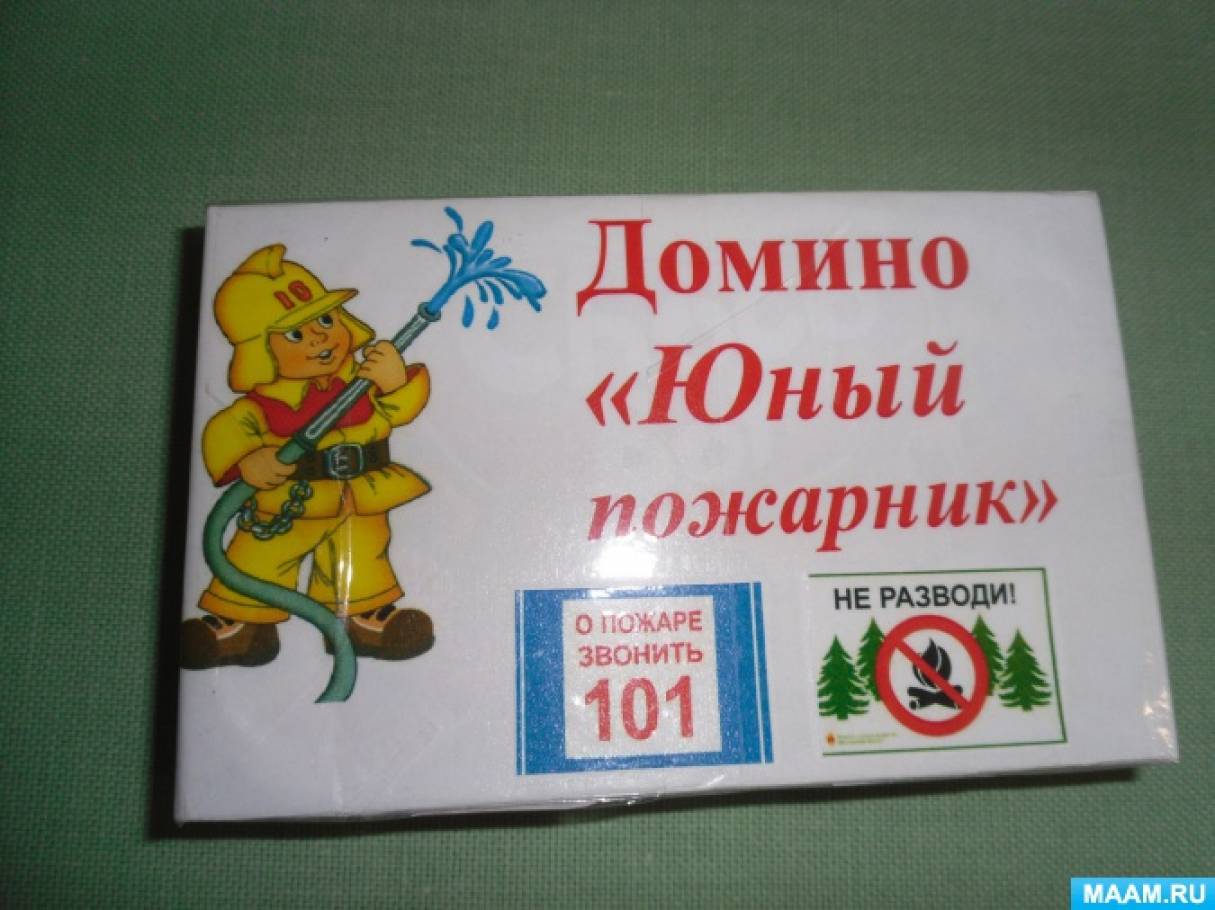 Домино
«Юный
пожарник»
10
О ПОЖАРЕ
ЗВОНИТЬ
101
НЕ РАЗВОДИ!
MAAM.RU